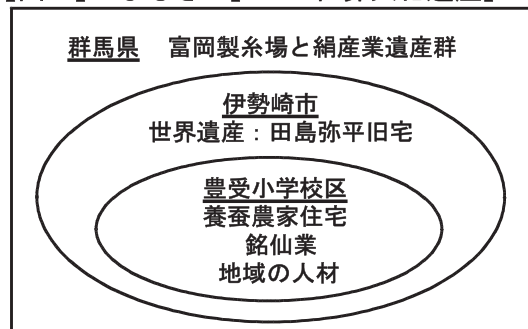 群馬県 富岡製糸場と絹産業遺産群
伊勢崎市
世界遺産：田島弥平旧宅
豊受小学校区
養蚕農家住宅
銘仙業
地域の人材